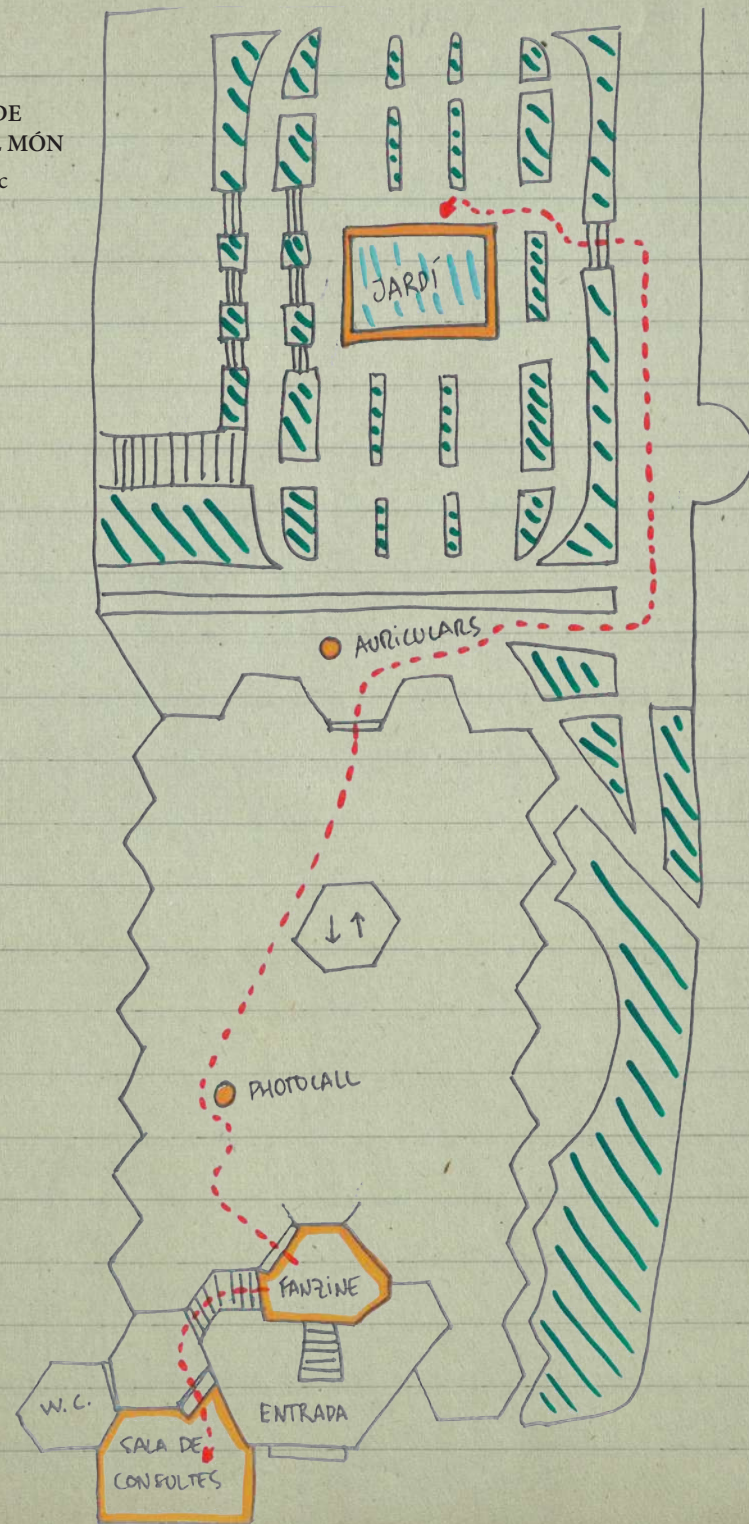 DE
MÓN
c
JARDÍ
AURICULARS
↓ ↑
PHOTOCALL
FANZINE
W.C.
ENTRADA
SALA DE
CONSULTES